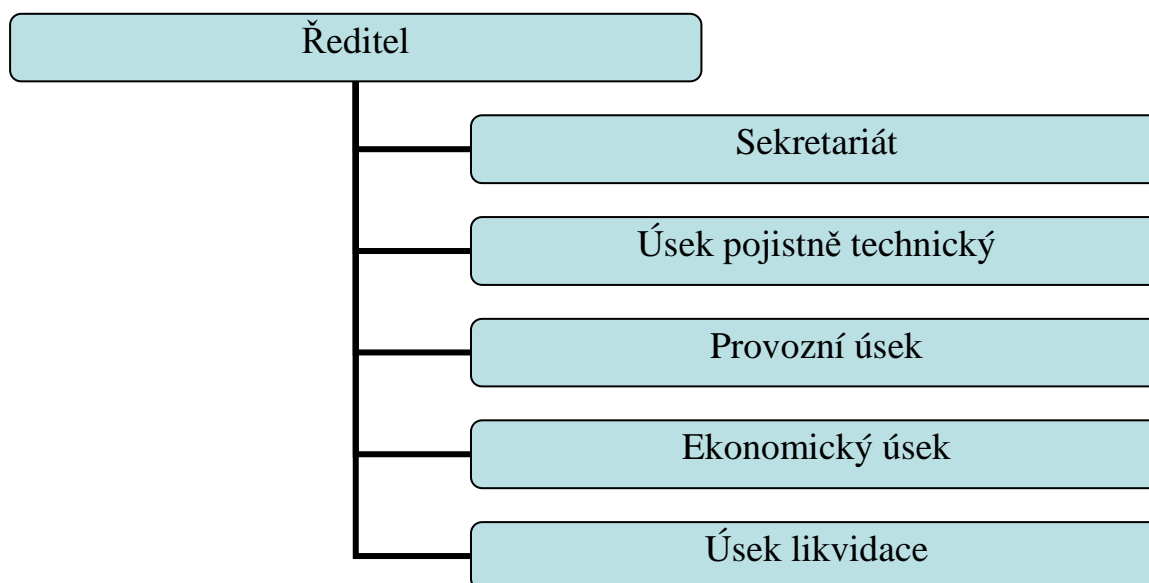 Ředitel
Sekretariát
Úsek pojistně technický
Provozní úsek
Ekonomický úsek
Úsek likvidace